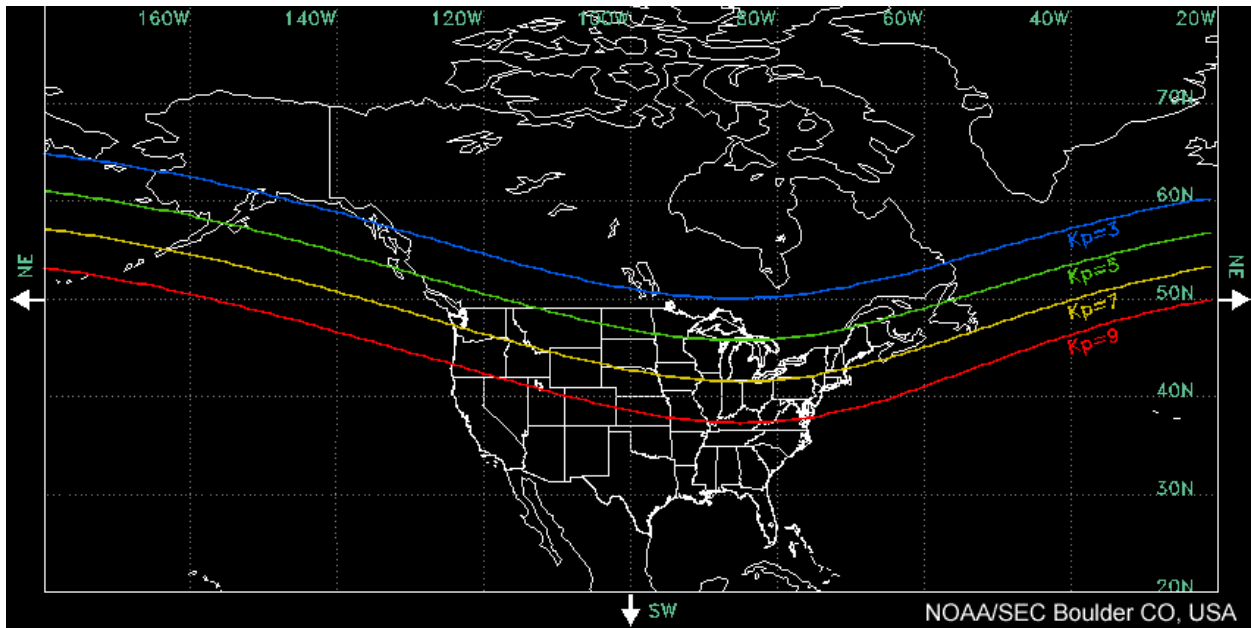 160W 140W 120W 100W 80W 60W 40W 20W
70N
60N
Kp=3
Kp=5
NE
NE
50N
Kp=7
Kp=9
40N
30N
20N
SW
NOAA/SEC Boulder CO, USA